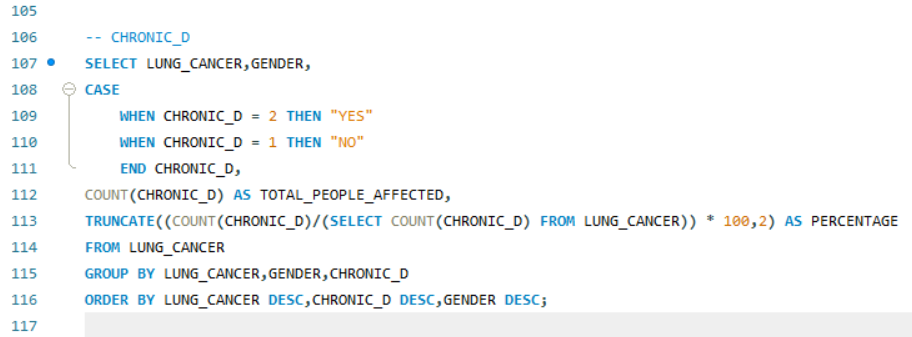 105
106 -- CHRONIC_D
107 SELECT LUNG_CANCER,GENDER,
108 CASE
109 WHEN CHRONIC_D = 2 THEN "YES"
110 WHEN CHRONIC_D = 1 THEN "NO"
111 END CHRONIC_D,
112 COUNT(CHRONIC_D) AS TOTAL_PEOPLE_AFFECTED,
113 TRUNCATE((COUNT(CHRONIC_D)/(SELECT COUNT(CHRONIC_D) FROM LUNG_CANCER)) * 100,2) AS PERCENTAGE
114 FROM LUNG_CANCER
115 GROUP BY LUNG_CANCER,GENDER,CHRONIC_D
116 ORDER BY LUNG_CANCER DESC,CHRONIC_D DESC,GENDER DESC;
117